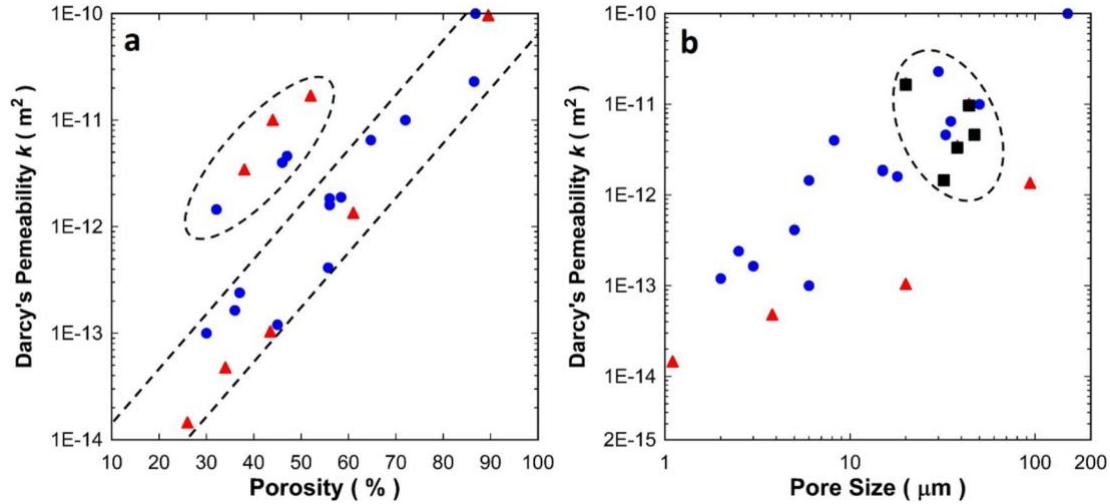 a
1E-10
1E-11
1E-12
1E-13
1E-14
Darcy's Pemeability k ( m²)
10 20 30 40 50 60 70 80 90 100
Porosity ( % )
b
1E-10
1E-11
1E-12
1E-13
1E-14
2E-15
Darcy's Pemeability k ( m²)
1 10 100 200
Pore Size ( μm )